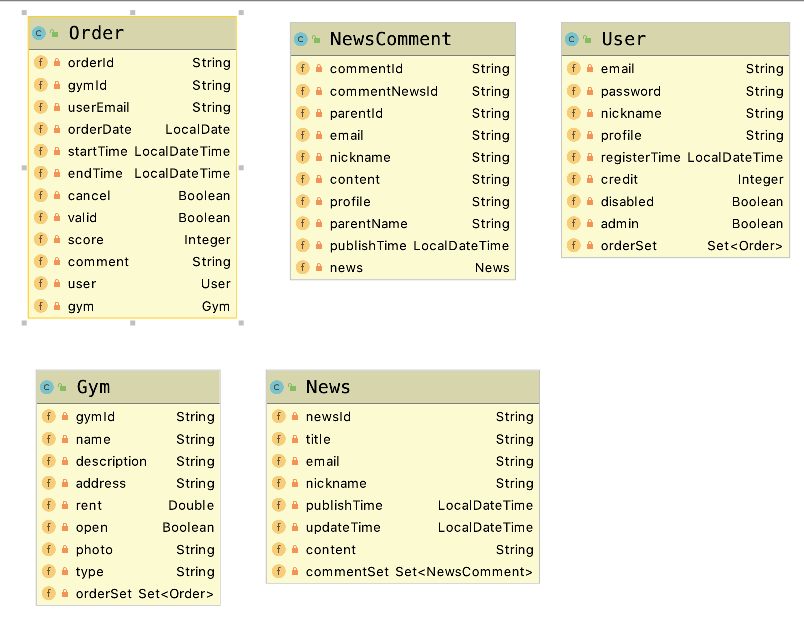 Order
orderId String
gymId String
userEmail String
orderDate LocalDate
startTime LocalDateTime
endTime LocalDateTime
cancel Boolean
valid Boolean
score Integer
comment String
user User
gym Gym
NewsComment
commentId String
commentNewsId String
parentId String
email String
nickname String
content String
profile String
parentName String
publishTime LocalDateTime
news News
User
email String
password String
nickname String
profile String
registerTime LocalDateTime
credit Integer
disabled Boolean
admin Boolean
orderSet Set<Order>
Gym
gymId String
name String
description String
address String
rent Double
open Boolean
photo String
type String
orderSet Set<Order>
News
newsId String
title String
email String
nickname String
publishTime LocalDateTime
updateTime LocalDateTime
content String
commentSet Set<NewsComment>